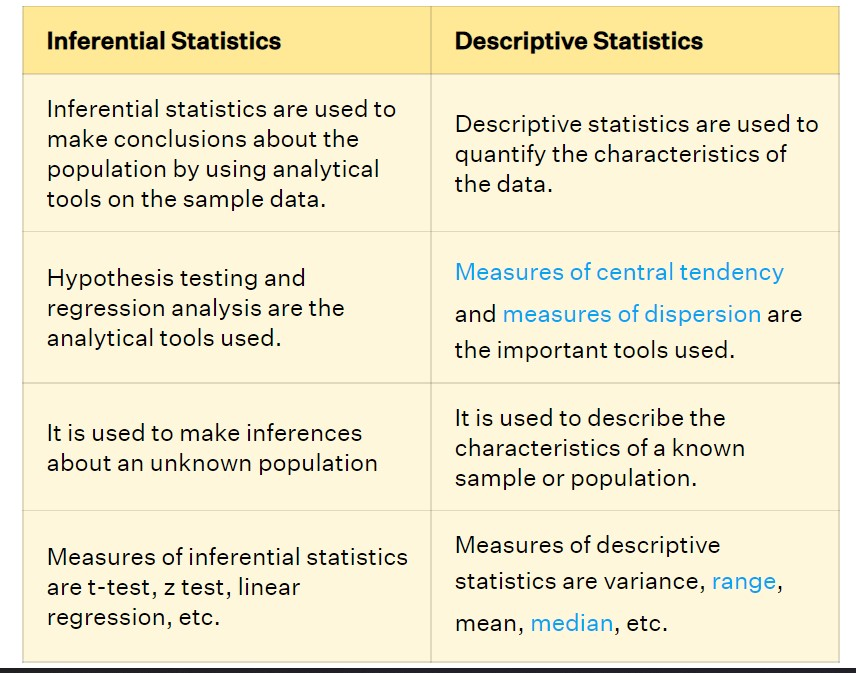 Inferential Statistics
Descriptive Statistics
Inferential statistics are used to
make conclusions about the
population by using analytical
tools on the sample data.
Descriptive statistics are used to
quantify the characteristics of
the data.
Hypothesis testing and
regression analysis are the
analytical tools used.
Measures of central tendency
and measures of dispersion are
the important tools used.
It is used to make inferences
about an unknown population
It is used to describe the
characteristics of a known
sample or population.
Measures of inferential statistics
are t-test, z test, linear
regression, etc.
Measures of descriptive
statistics are variance, range,
mean, median, etc.